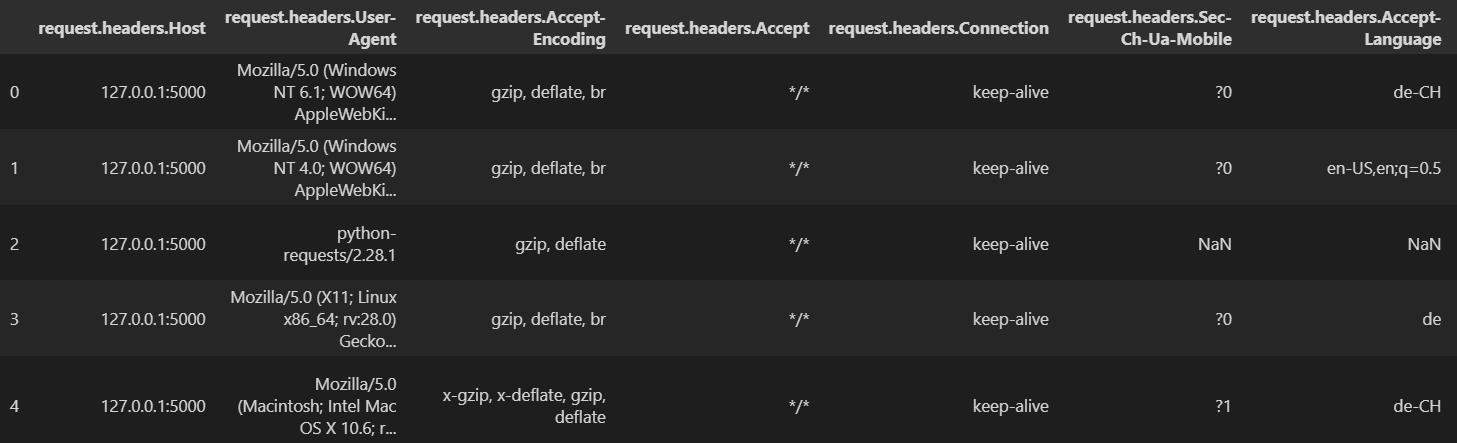 request.headers.Host request.headers.User-Agent request.headers.Accept-Encoding request.headers.Accept request.headers.Connection request.headers.Sec-Ch-Ua-Mobile request.headers.Accept-Language
0 127.0.0.1:5000 Mozilla/5.0 (Windows NT 6.1; WOW64) AppleWebKi... gzip, deflate, br */* keep-alive ?0 de-CH
1 127.0.0.1:5000 Mozilla/5.0 (Windows NT 4.0; WOW64) AppleWebKi... gzip, deflate, br */* keep-alive ?0 en-US,en;q=0.5
2 127.0.0.1:5000 python-requests/2.28.1 gzip, deflate */* keep-alive NaN NaN
3 127.0.0.1:5000 Mozilla/5.0 (X11; Linux x86_64; rv:28.0) Gecko... gzip, deflate, br */* keep-alive ?0 de
4 127.0.0.1:5000 Mozilla/5.0 (Macintosh; Intel Mac OS X 10.6; r... x-gzip, x-deflate, gzip, deflate */* keep-alive ?1 de-CH